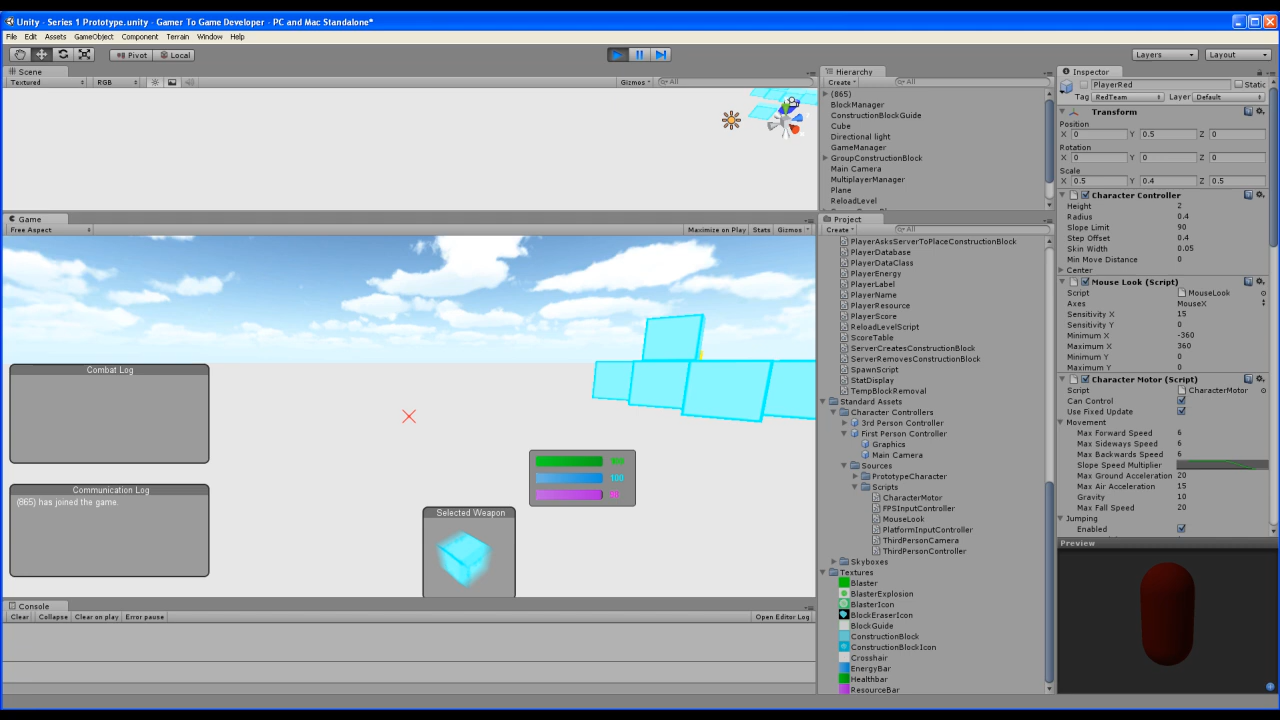 Unity - Series 1 Prototype.unity - Gamer To Game Developer - PC and Mac Standalone*
File Edit Assets GameObject Component Terrain Window Help
Pivot Local Layers Layout
Scene
Textured RGB Gizmos All
Hierarchy
Create All
(865)
BlockManager
ConstructionBlockGuide
Cube
Directional light
GameManager
GroupConstructionBlock
Main Camera
MultiplayerManager
Plane
ReloadLevel
Game
Free Aspect Maximize on Play Stats Gizmos
Combat Log
Communication Log
(865) has joined the game.
100
Selected Weapon
Console
Clear Collapse Clear on play Error pause Open Editor Log
Project
Create All
PlayerAsksServerToPlaceConstructionBlock
PlayerDatabase
PlayerDataClass
PlayerEnergy
PlayerLabel
PlayerName
PlayerResource
PlayerScore
ReloadLevelScript
ScoreTable
ServerCreatesConstructionBlock
ServerRemovesConstructionBlock
SpawnScript
StatDisplay
TempBlockRemoval
Standard Assets
Character Controllers
3rd Person Controller
First Person Controller
Graphics
Main Camera
Sources
PrototypeCharacter
Scripts
CharacterMotor
FPSInputController
MouseLook
PlatformInputController
ThirdPersonCamera
ThirdPersonController
Skyboxes
Textures
Blaster
BlasterExplosion
BlasterIcon
BlockEraserIcon
BlockGuide
ConstructionBlock
ConstructionBlockIcon
Crosshair
EnergyBar
Healthbar
ResourceBar
Inspector
PlayerRed Static
Tag RedTeam Layer Default
Transform
Position
X 0 Y 0.5 Z 0
Rotation
X 0 Y 0 Z 0
Scale
X 0.5 Y 0.4 Z 0.5
Character Controller
Height 2
Radius 0.4
Slope Limit 90
Step Offset 0.4
Skin Width 0.05
Min Move Distance 0
Center
Mouse Look (Script)
Script MouseLook
Axes MouseX
Sensitivity X 15
Sensitivity Y 0
Minimum X -360
Maximum X 360
Minimum Y 0
Maximum Y 0
Character Motor (Script)
Script CharacterMotor
Can Control
Use Fixed Update
Movement
Max Forward Speed 6
Max Sideways Speed 6
Max Backwards Speed 6
Slope Speed Multiplier
Max Ground Acceleration 20
Max Air Acceleration 15
Gravity 10
Max Fall Speed 20
Jumping
Enabled
Preview